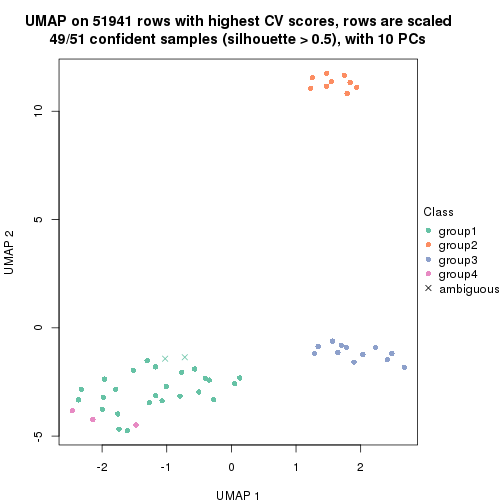 UMAP on 51941 rows with highest CV scores, rows are scaled
49/51 confident samples (silhouette > 0.5), with 10 PCs
10
5
0
-5
UMAP 2
-2
-1
0
1
2
UMAP 1
Class
group1
group2
group3
group4
ambiguous